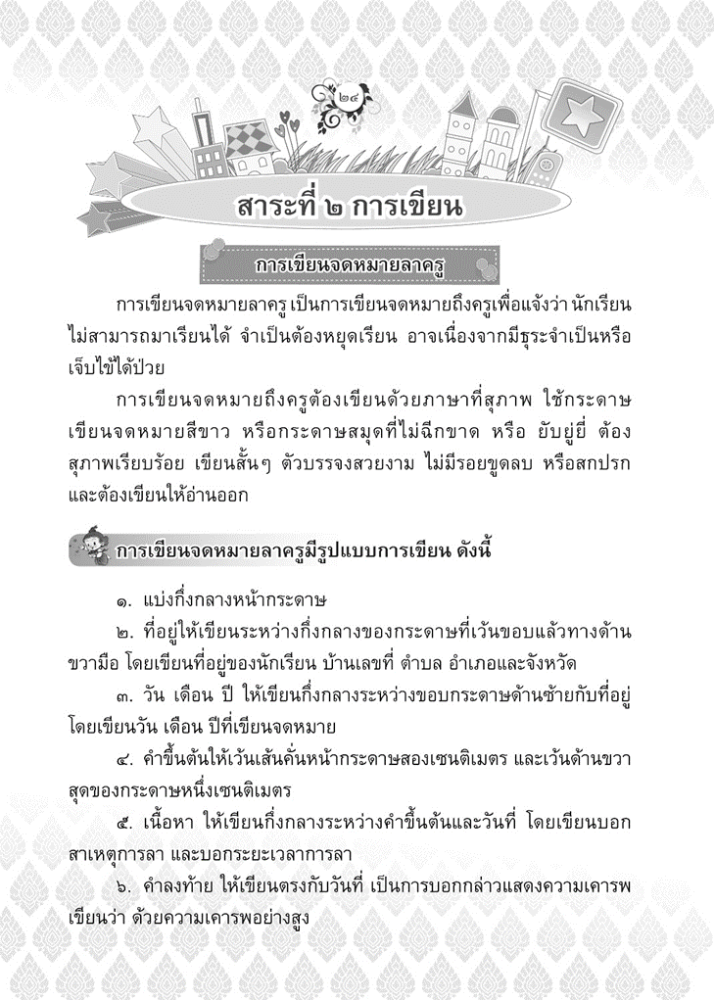 ๒๔
สาระที่ ๒ การเขียน
การเขียนจดหมายลาครู
การเขียนจดหมายลาครู เป็นการเขียนจดหมายถึงครูเพื่อแจ้งว่า นักเรียน
ไม่สามารถมาเรียนได้ จำเป็นต้องหยุดเรียน อาจเนื่องจากมีธุระจำเป็นหรือ
เจ็บไข้ได้ป่วย
การเขียนจดหมายถึงครูต้องเขียนด้วยภาษาที่สุภาพ ใช้กระดาษ
เขียนจดหมายสีขาว หรือกระดาษสมุดที่ไม่ฉีกขาด หรือ ยับยู่ยี่ ต้อง
สุภาพเรียบร้อย เขียนสั้นๆ ตัวบรรจงสวยงาม ไม่มีรอยขูดลบ หรือสกปรก
และต้องเขียนให้อ่านออก
การเขียนจดหมายลาครูมีรูปแบบการเขียน ดังนี้
๑. แบ่งกึ่งกลางหน้ากระดาษ
๒. ที่อยู่ให้เขียนระหว่างกึ่งกลางของกระดาษที่เว้นขอบแล้วทางด้าน
ขวามือ โดยเขียนที่อยู่ของนักเรียน บ้านเลขที่ ตำบล อำเภอและจังหวัด
๓. วัน เดือน ปี ให้เขียนกึ่งกลางระหว่างขอบกระดาษด้านซ้ายกับที่อยู่
โดยเขียนวัน เดือน ปีที่เขียนจดหมาย
๔. คำขึ้นต้นให้เว้นเส้นคั่นหน้ากระดาษสองเซนติเมตร และเว้นด้านขวา
สุดของกระดาษหนึ่งเซนติเมตร
๕. เนื้อหา ให้เขียนกึ่งกลางระหว่างคำขึ้นต้นและวันที่ โดยเขียนบอก
สาเหตุการลา และบอกระยะเวลาการลา
๖. คำลงท้าย ให้เขียนตรงกับวันที่ เป็นการบอกกล่าวแสดงความเคารพ
เขียนว่า ด้วยความเคารพอย่างสูง